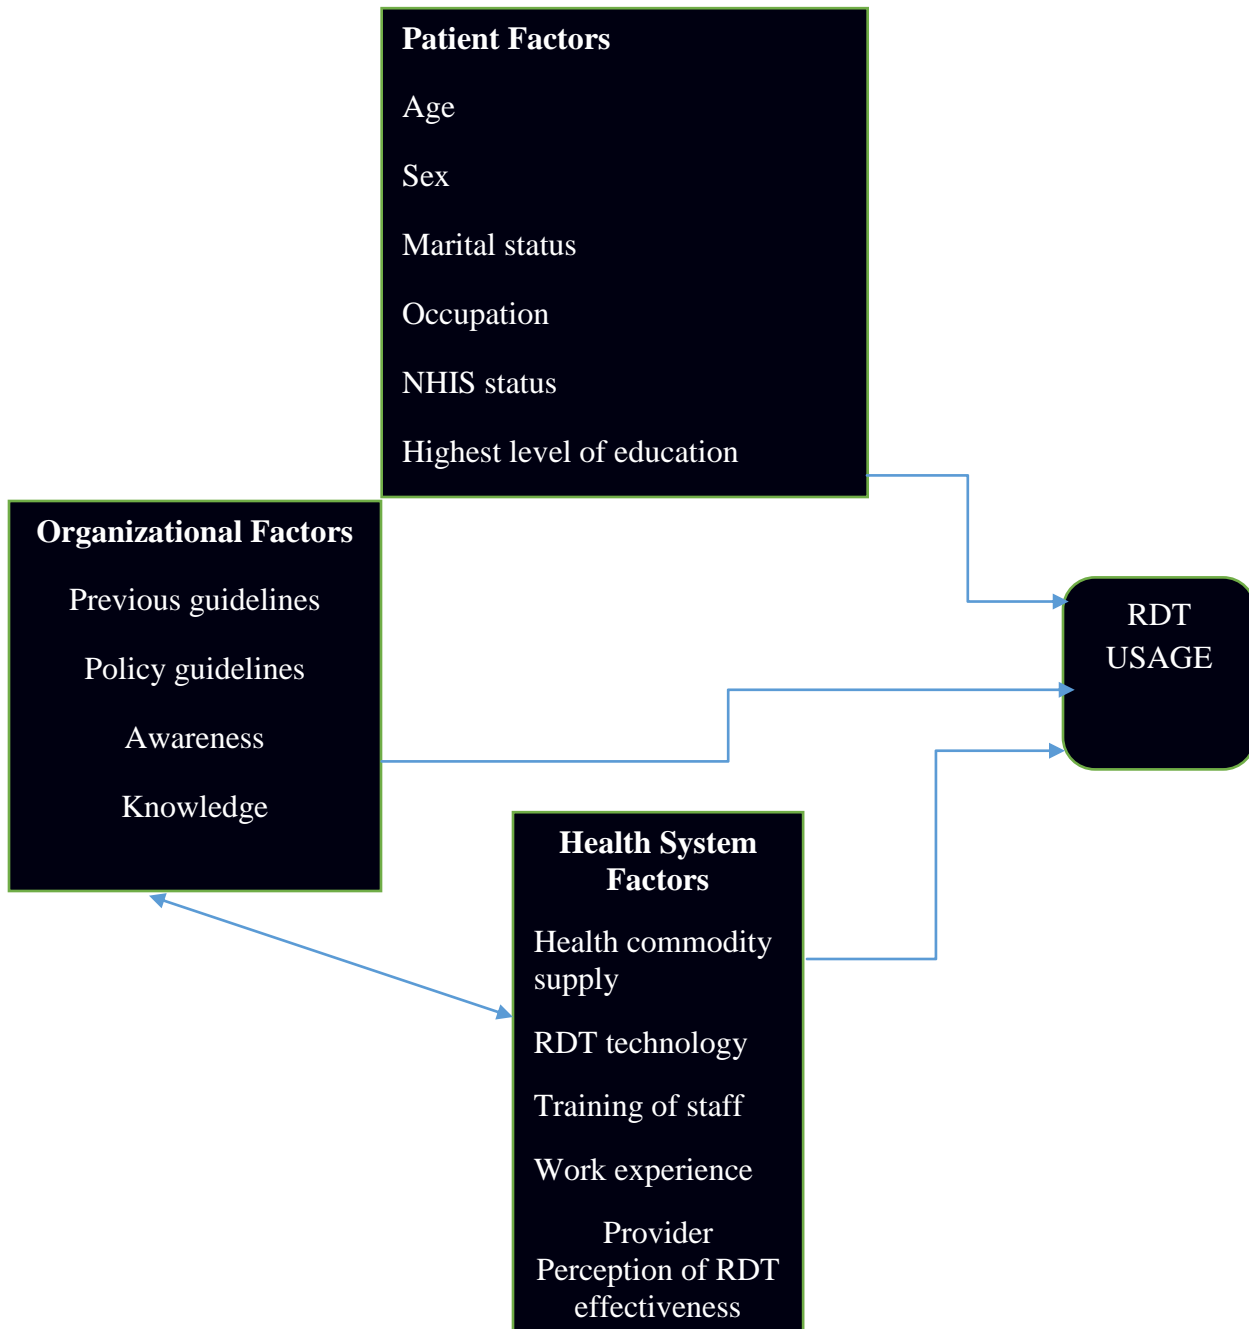 Patient Factors
Age
Sex
Marital status
Occupation
NHIS status
Highest level of education
Organizational Factors
Previous guidelines
Policy guidelines
Awareness
Knowledge
RDT
USAGE
Health System
Factors
Health commodity
supply
RDT technology
Training of staff
Work experience
Provider
Perception of RDT
effectiveness